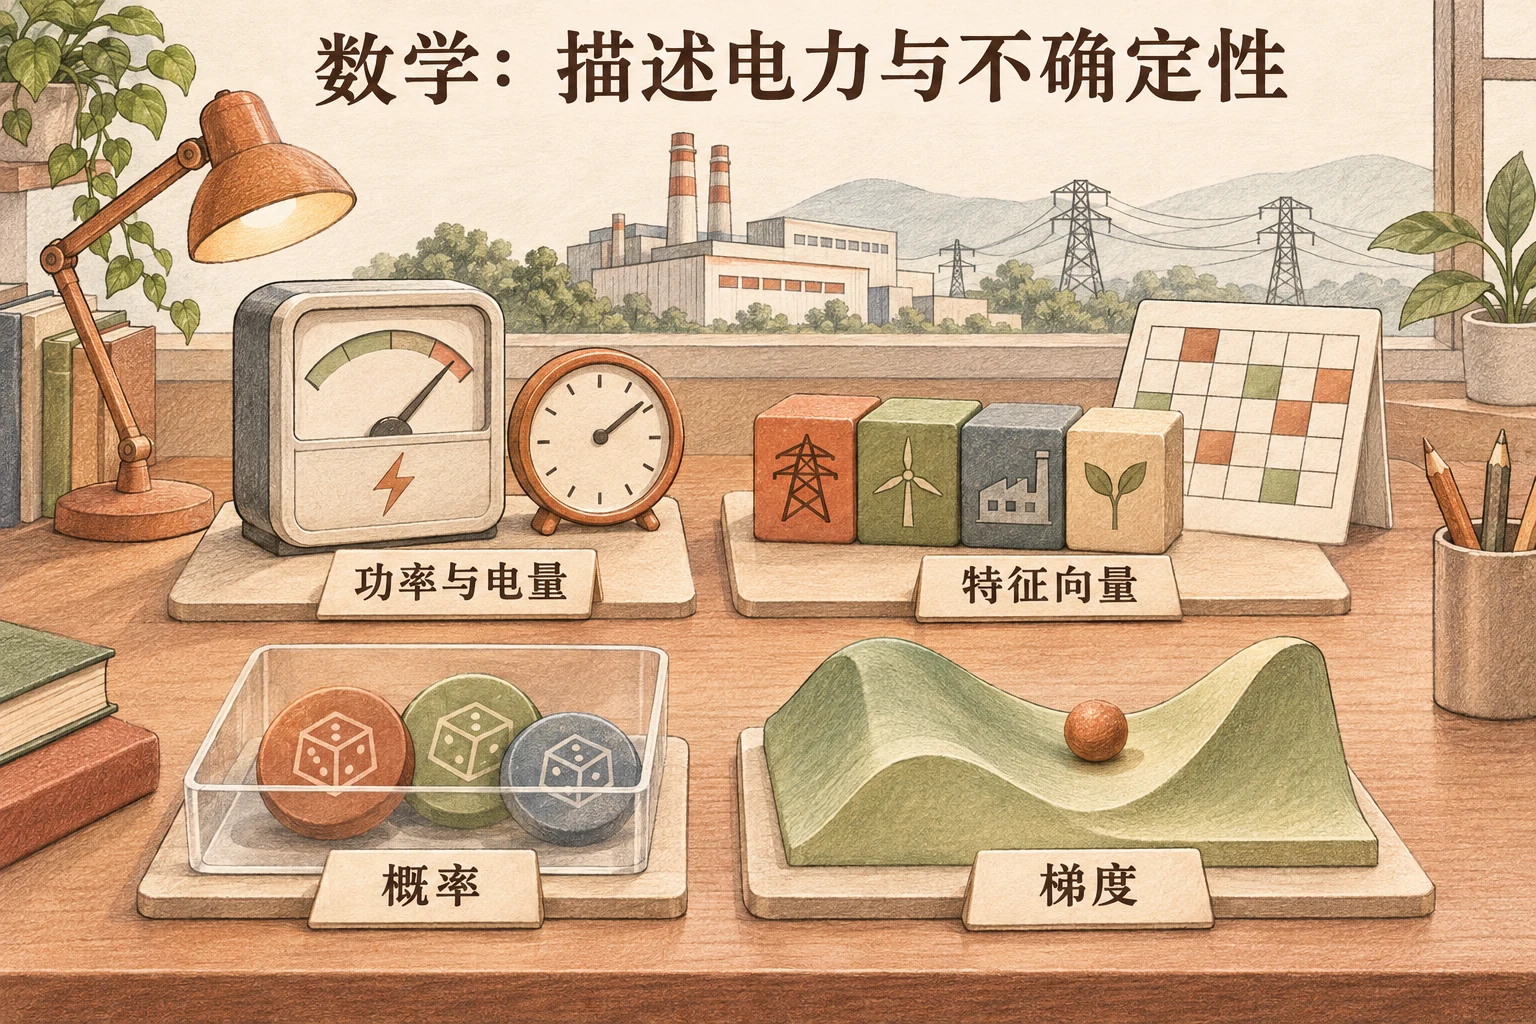 数学：描述电力与不确定性
功率与电量
特征向量
概率
梯度